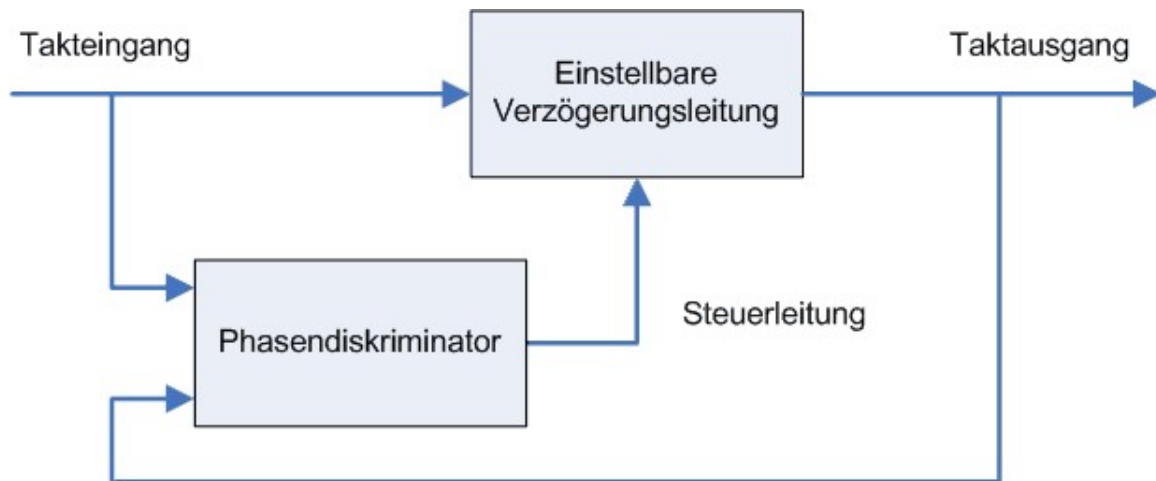 Takteingang
Einstellbare
Verzögerungsleitung
Taktausgang
Phasendiskriminator
Steuerleitung